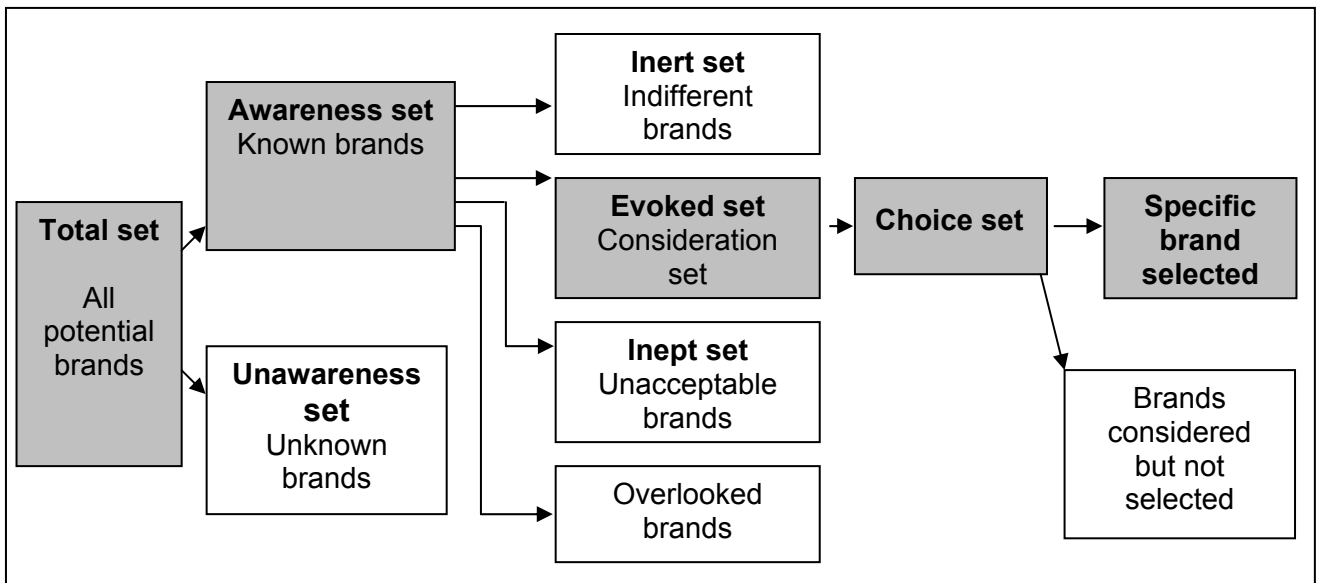 Total set
All
potential
brands
Awareness set
Known brands
Unawareness
set
Unknown
brands
Inert set
Indifferent
brands
Evoked set
Consideration
set
Inept set
Unacceptable
brands
Overlooked
brands
Choice set
Specific
brand
selected
Brands
considered
but not
selected